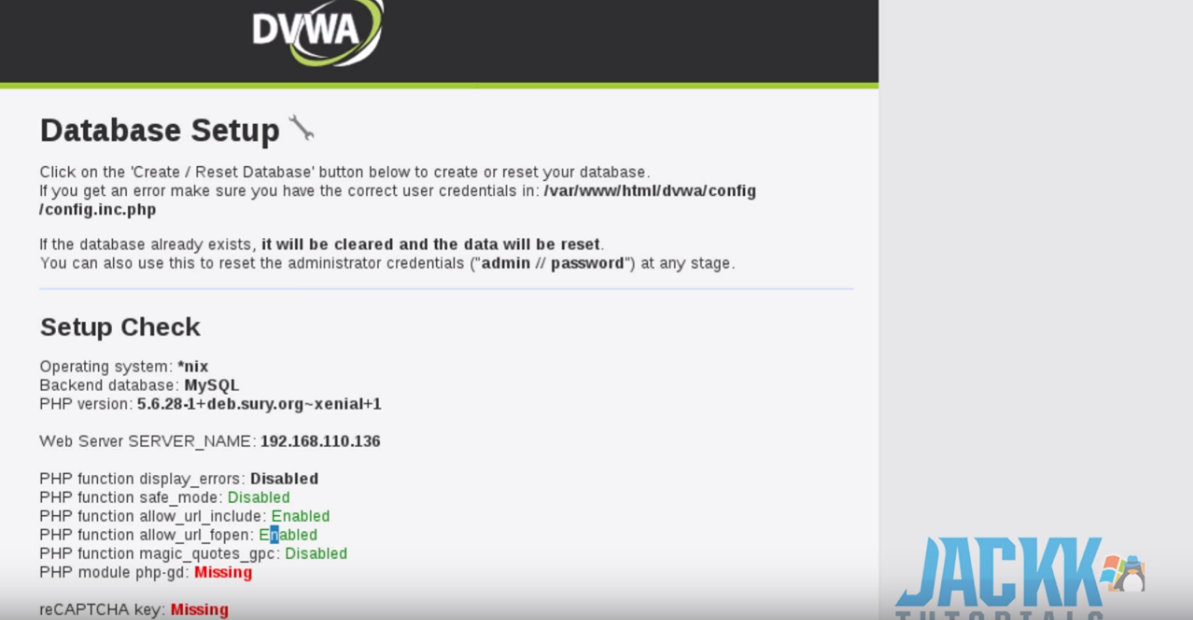 DVWA
Database Setup
Click on the 'Create / Reset Database' button below to create or reset your database.
If you get an error make sure you have the correct user credentials in: /var/www/html/dvwa/config
/config.inc.php
If the database already exists, it will be cleared and the data will be reset.
You can also use this to reset the administrator credentials ("admin // password") at any stage.
Setup Check
Operating system: *nix
Backend database: MySQL
PHP version: 5.6.28-1+deb.sury.org~xenial+1
Web Server SERVER_NAME: 192.168.110.136
PHP function display_errors: Disabled
PHP function safe_mode: Disabled
PHP function allow_url_include: Enabled
PHP function allow_url_fopen: Enabled
PHP function magic_quotes_gpc: Disabled
PHP module php-gd: Missing
reCAPTCHA key: Missing
JACKK
TUTORIALS